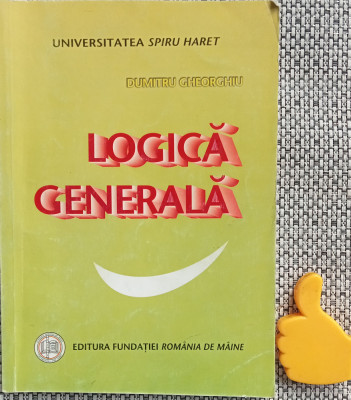 UNIVERSITATEA SPIRU HARET
DUMITRU GHEORGHIU
LOGICĂ
GENERALĂ
EDITURA FUNDAȚIEI ROMÂNIA DE MÂINE